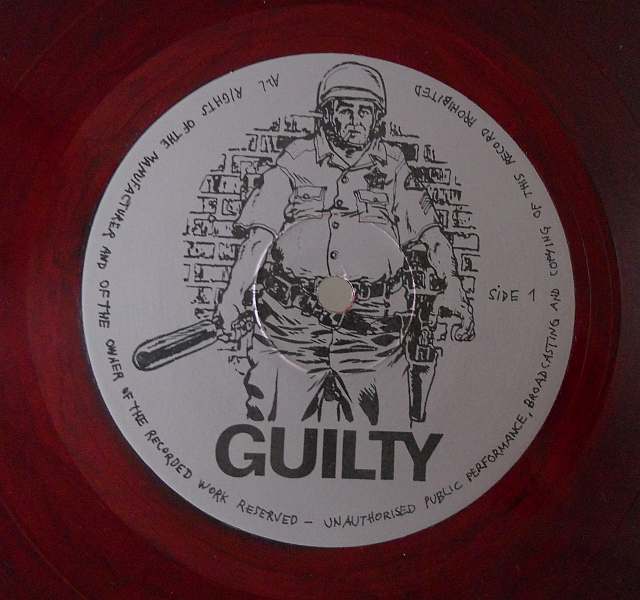 ALL RIGHTS OF THE MANUFACTURER AND OF THE OWNER OF THE RECORDED WORK RESERVED – UNAUTHORISED PUBLIC PERFORMANCE, BROADCASTING AND COPYING OF THIS RECORD PROHIBITED
SiDE 1
GUILTY